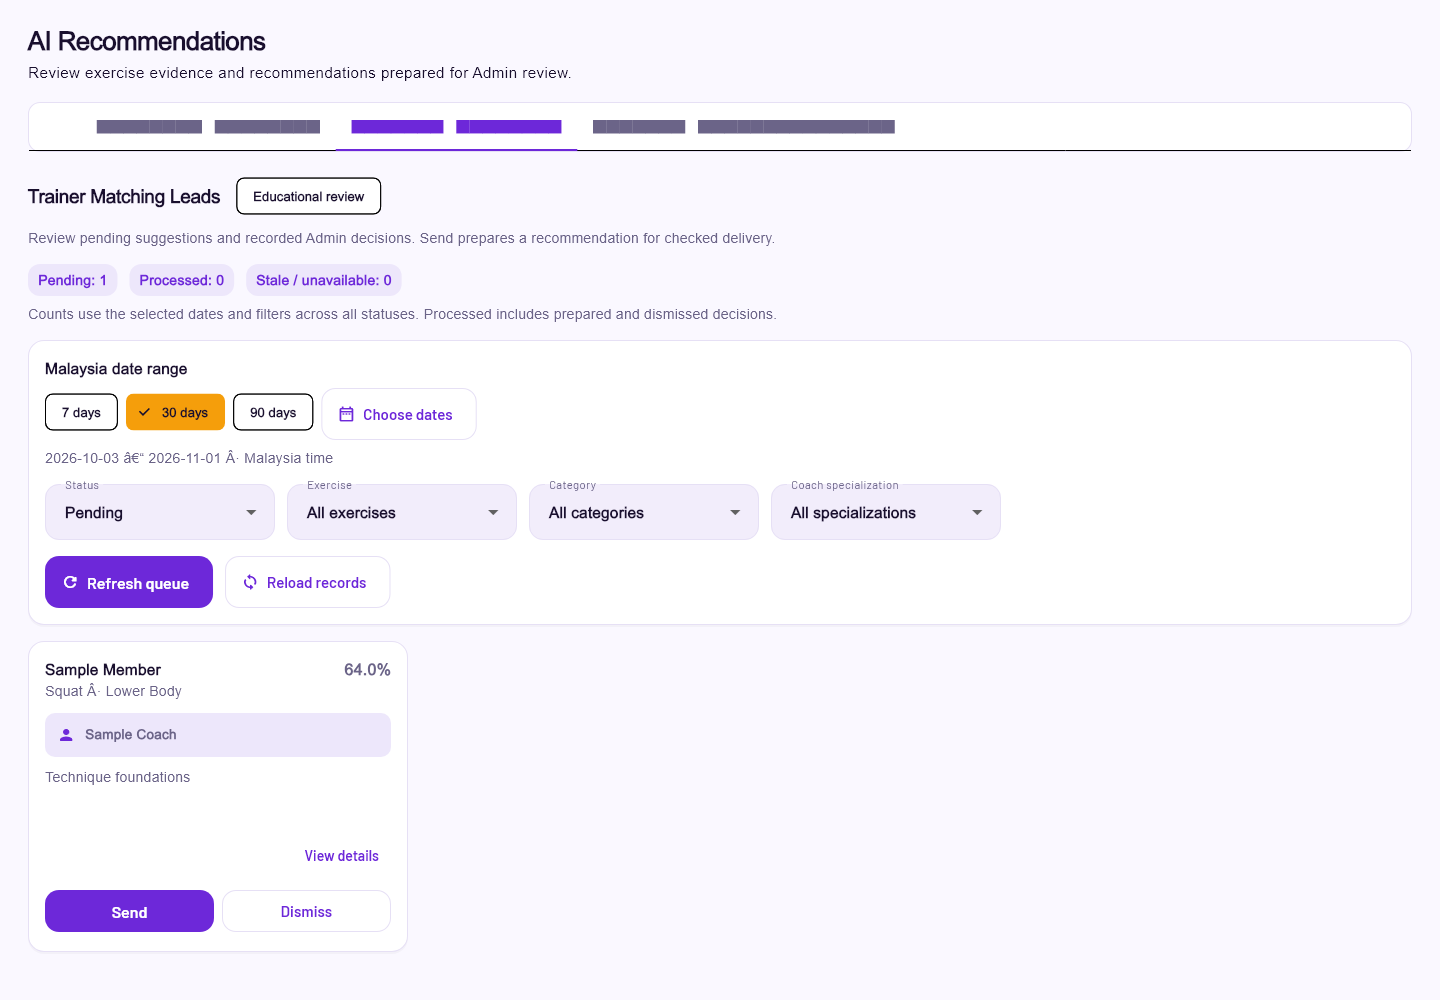 AI Recommendations
Review exercise evidence and recommendations prepared for Admin review.
Trainer Matching Leads
Educational review
Review pending suggestions and recorded Admin decisions. Send prepares a recommendation for checked delivery.
Pending: 1
Processed: 0
Stale / unavailable: 0
Counts use the selected dates and filters across all statuses. Processed includes prepared and dismissed decisions.
Malaysia date range
7 days
30 days
90 days
Choose dates
2026-10-03 â€“ 2026-11-01 Â· Malaysia time
Status
Exercise
Category
Coach specialization
Pending
All exercises
All categories
All specializations
Refresh queue
Reload records
Sample Member
64.0%
Squat Â· Lower Body
Sample Coach
Technique foundations
View details
Send
Dismiss